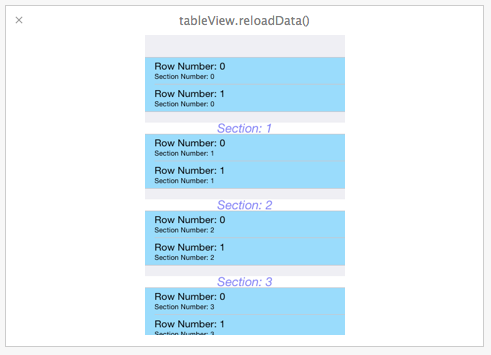 ×
tableView.reloadData()
Row Number: 0
Section Number: 0
Row Number: 1
Section Number: 0
Section: 1
Row Number: 0
Section Number: 1
Row Number: 1
Section Number: 1
Section: 2
Row Number: 0
Section Number: 2
Row Number: 1
Section Number: 2
Section: 3
Row Number: 0
Section Number: 3
Row Number: 1
Section Number: 3